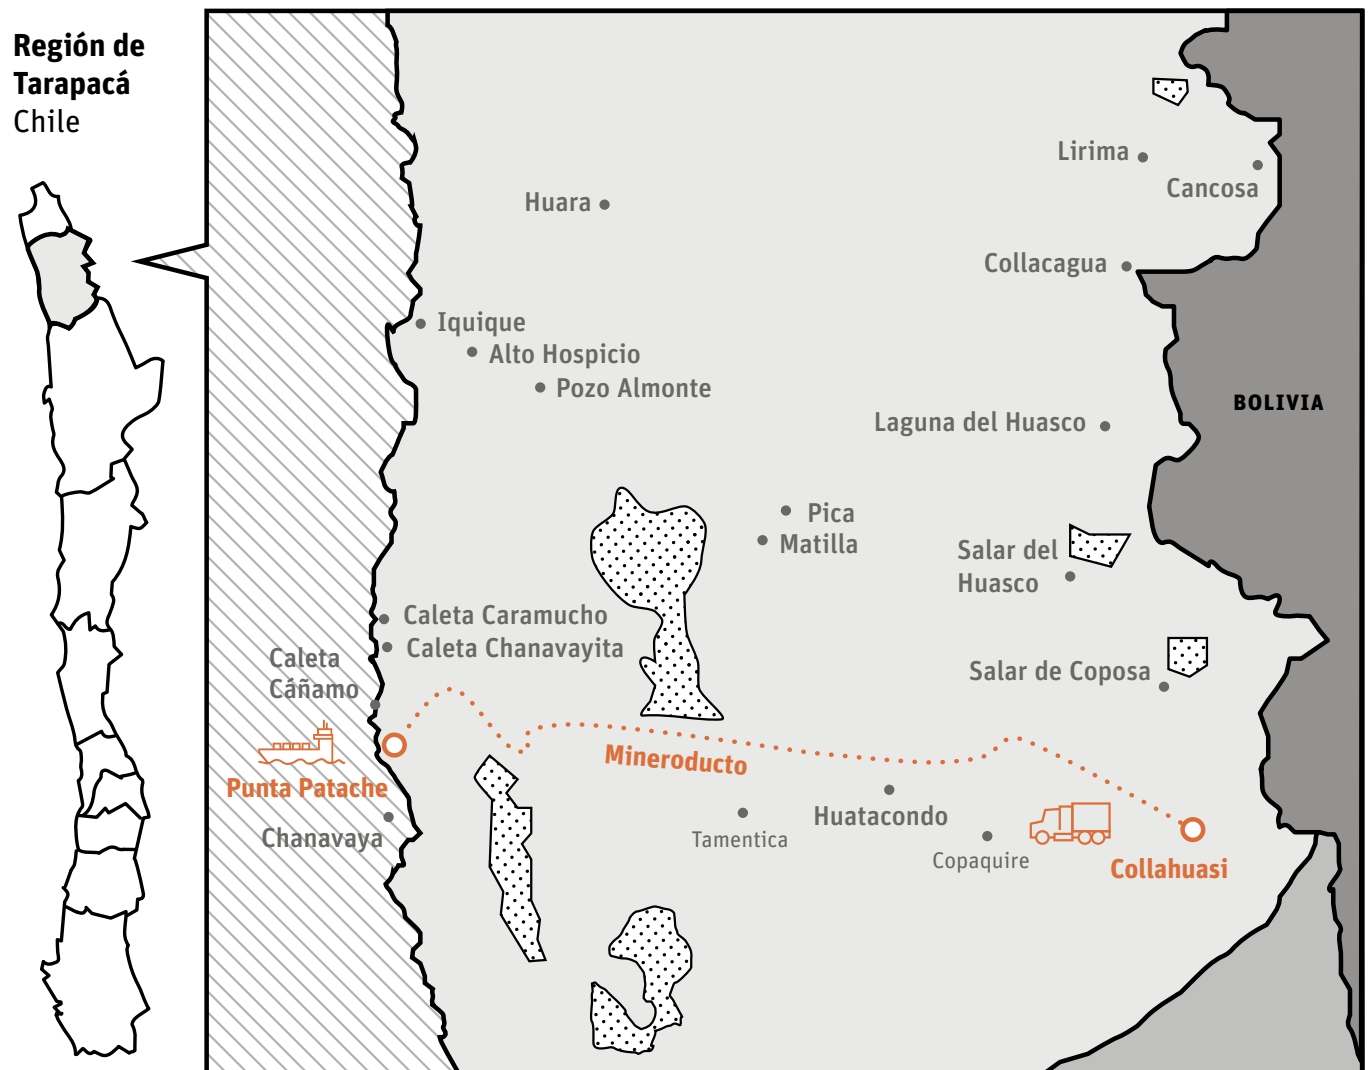 Región de
Tarapacá
Chile
Lirima
Cancosa
Huara
Collacagua
Iquique
Alto Hospicio
Pozo Almonte
BOLIVIA
Laguna del Huasco
Pica
Matilla
Salar del
Huasco
Caleta Caramucho
Caleta Chanavayita
Caleta
Cáñamo
Salar de Coposa
Mineroducto
Punta Patache
Chanavaya
Tamentica
Huatacondo
Copaquire
Collahuasi